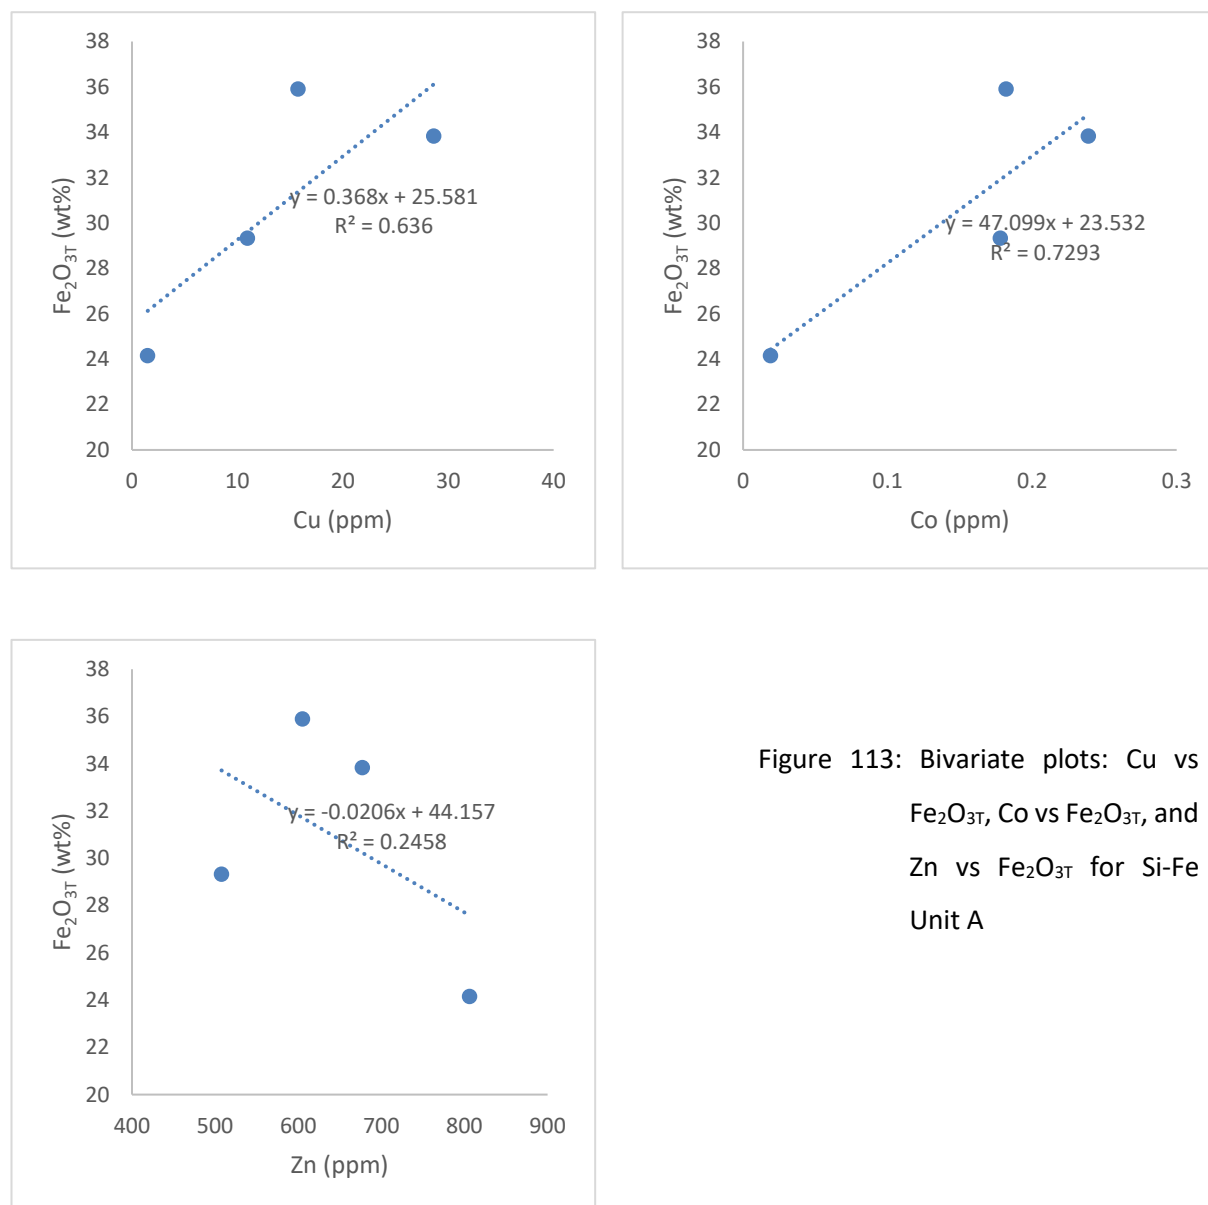 38
36
34
32
30
28
26
24
22
20
Fe₂O₃T (wt%)
y = 0.368x + 25.581
R² = 0.636
0 10 20 30 40
Cu (ppm)
38
36
34
32
30
28
26
24
22
20
Fe₂O₃T (wt%)
y = 47.099x + 23.532
R² = 0.7293
0 0.1 0.2 0.3
Co (ppm)
38
36
34
32
30
28
26
24
22
20
Fe₂O₃T (wt%)
y = -0.0206x + 44.157
R² = 0.2458
400 500 600 700 800 900
Zn (ppm)
Figure 113: Bivariate plots: Cu vs
Fe₂O₃T, Co vs Fe₂O₃T, and
Zn vs Fe₂O₃T for Si-Fe
Unit A